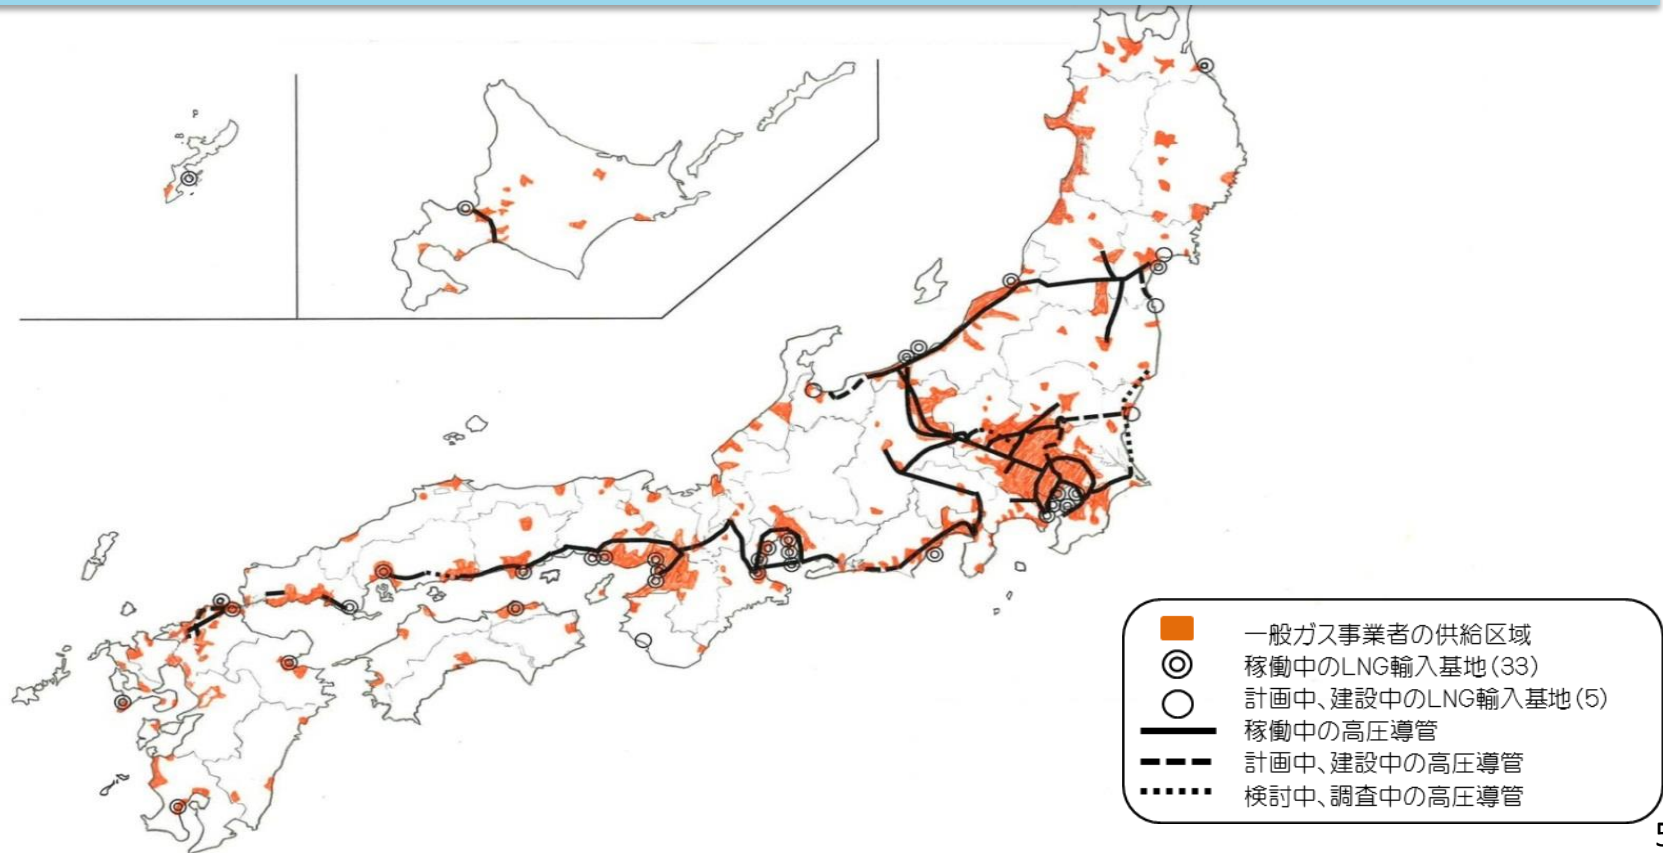 一般ガス事業者の供給区域
稼働中のLNG輸入基地(33)
計画中、建設中のLNG輸入基地(5)
稼働中の高圧導管
計画中、建設中の高圧導管
検討中、調査中の高圧導管
5